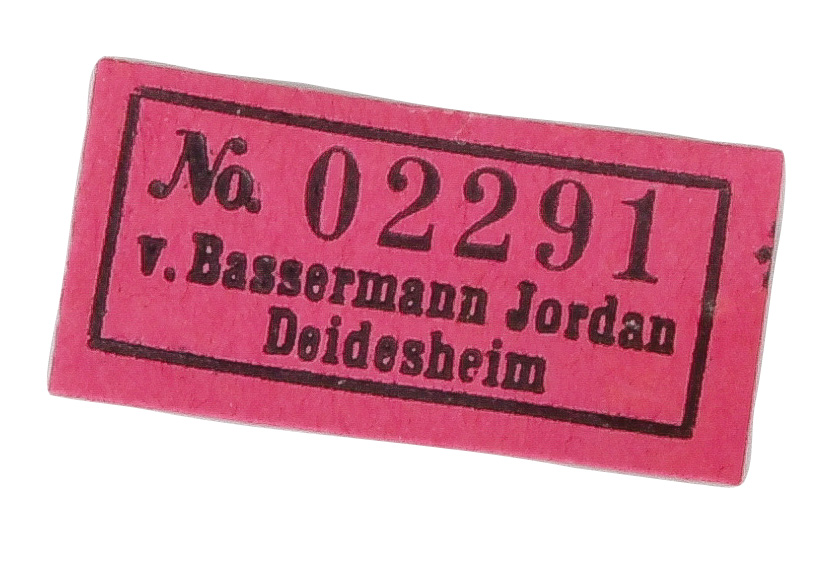 No. 02291
v. Bassermann Jordan
Deidesheim